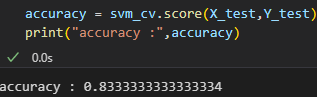 accuracy = svm_cv.score(X_test,Y_test)
print("accuracy :",accuracy)
0.0s
accuracy : 0.8333333333333334